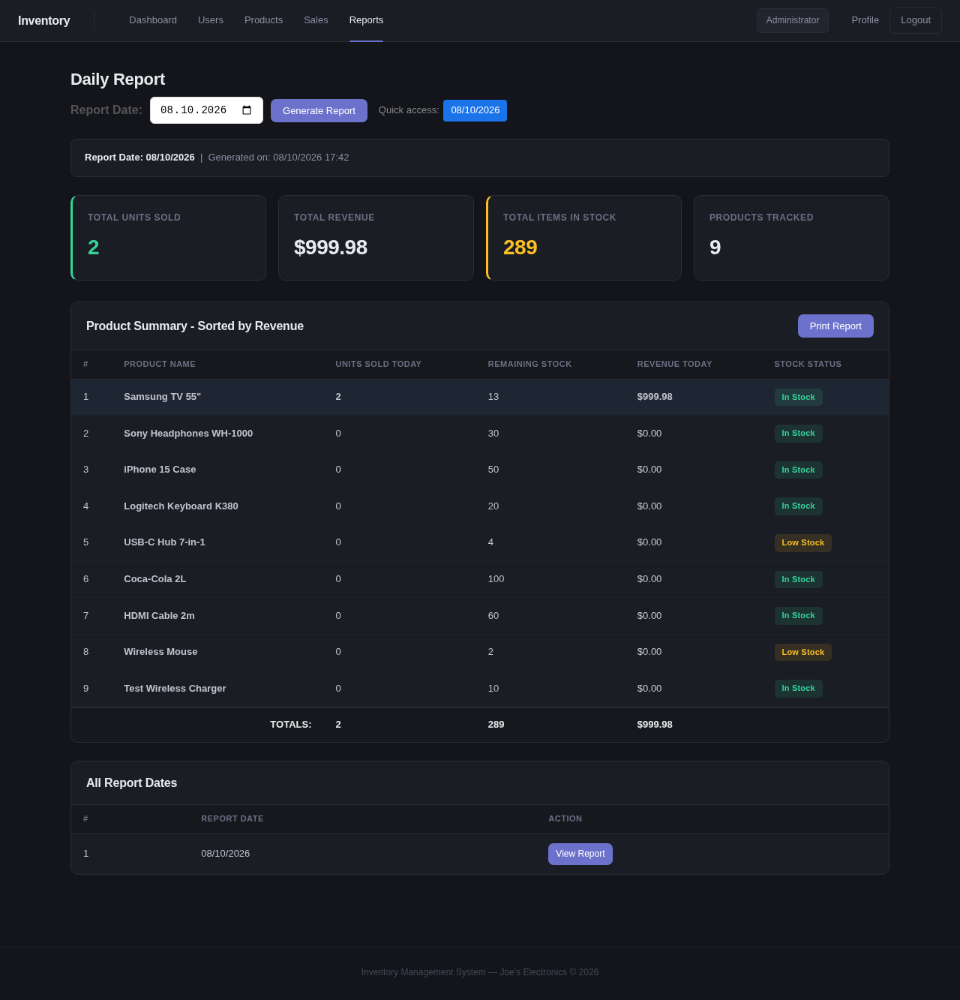 Inventory Dashboard Users Products Sales Reports Administrator Profile Logout
Daily Report
Report Date: 08.10.2026 Generate Report Quick access: 08/10/2026
Report Date: 08/10/2026 | Generated on: 08/10/2026 17:42
TOTAL UNITS SOLD TOTAL REVENUE TOTAL ITEMS IN STOCK PRODUCTS TRACKED
2 $999.98 289 9
Product Summary - Sorted by Revenue Print Report
# PRODUCT NAME UNITS SOLD TODAY REMAINING STOCK REVENUE TODAY STOCK STATUS
1 Samsung TV 55" 2 13 $999.98 In Stock
2 Sony Headphones WH-1000 0 30 $0.00 In Stock
3 iPhone 15 Case 0 50 $0.00 In Stock
4 Logitech Keyboard K380 0 20 $0.00 In Stock
5 USB-C Hub 7-in-1 0 4 $0.00 Low Stock
6 Coca-Cola 2L 0 100 $0.00 In Stock
7 HDMI Cable 2m 0 60 $0.00 In Stock
8 Wireless Mouse 0 2 $0.00 Low Stock
9 Test Wireless Charger 0 10 $0.00 In Stock
TOTALS: 2 289 $999.98
All Report Dates
# REPORT DATE ACTION
1 08/10/2026 View Report
Inventory Management System — Joe's Electronics © 2026